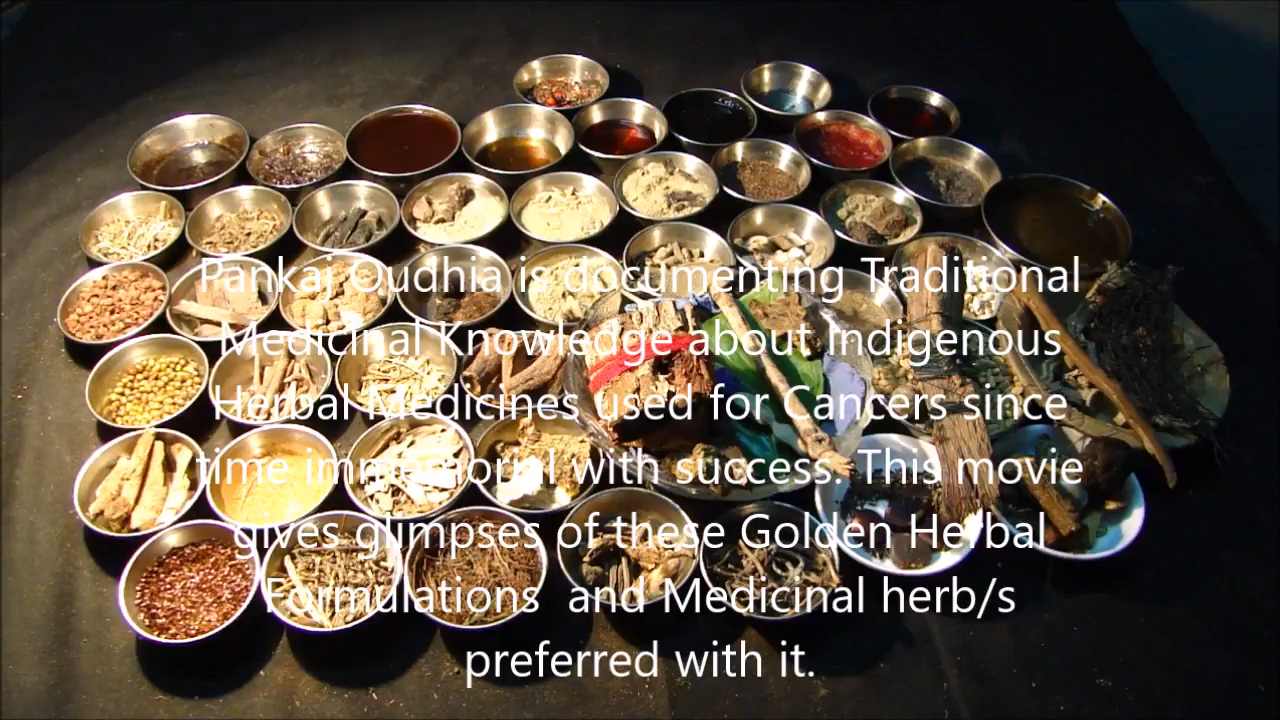 Pankaj Oudhia is documenting Traditional
Medicinal Knowledge about Indigenous
Herbal Medicines used for Cancers since
time immemorial with success. This movie
gives glimpses of these Golden Herbal
Formulations  and Medicinal herb/s
preferred with it.